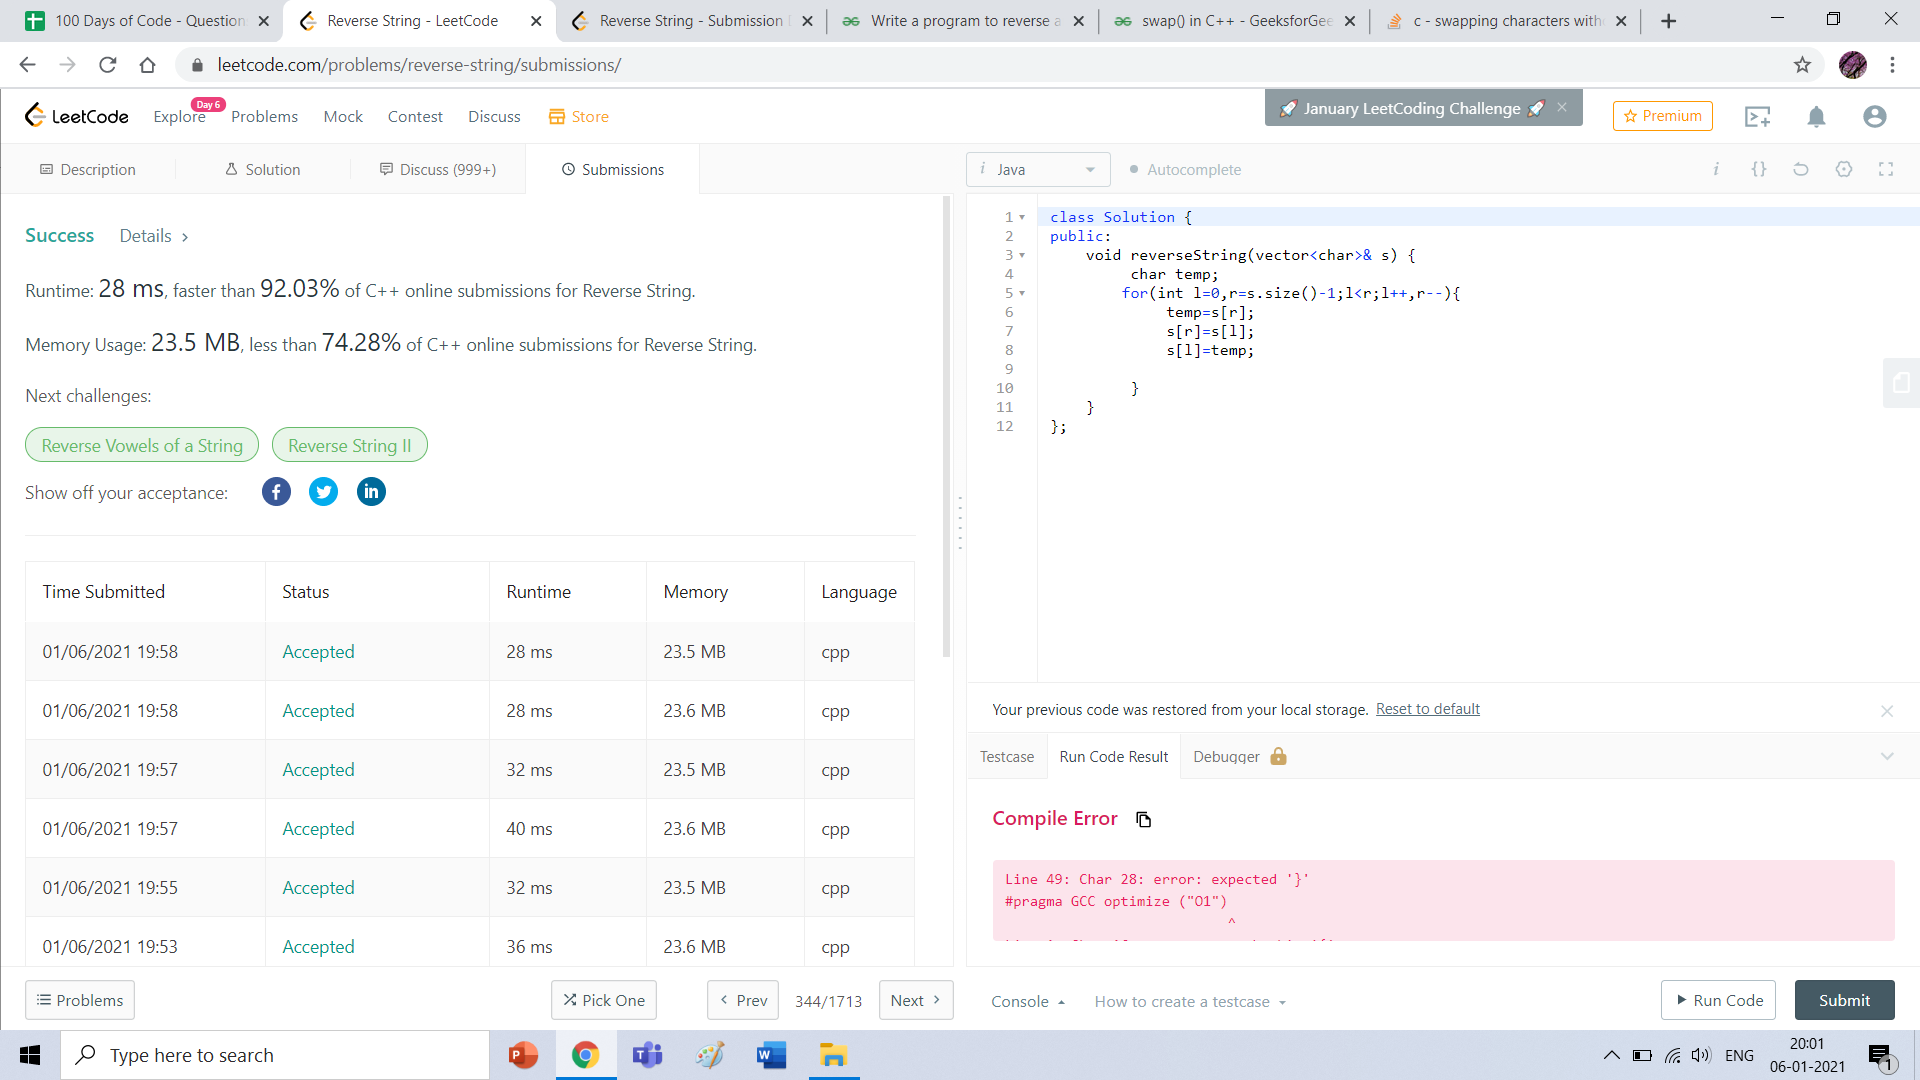 100 Days of Code - Question
Reverse String - LeetCode
Reverse String - Submission
Write a program to reverse a
swap() in C++ - GeeksforGee
c - swapping characters with
leetcode.com/problems/reverse-string/submissions/
LeetCode
Explore
Day 6
Problems
Mock
Contest
Discuss
Store
🚀 January LeetCoding Challenge 🚀
Premium
Description
Solution
Discuss (999+)
Submissions
i Java
Autocomplete
Success
Details >
Runtime: 28 ms, faster than 92.03% of C++ online submissions for Reverse String.
Memory Usage: 23.5 MB, less than 74.28% of C++ online submissions for Reverse String.
Next challenges:
Reverse Vowels of a String
Reverse String II
Show off your acceptance:
Time Submitted Status Runtime Memory Language
01/06/2021 19:58 Accepted 28 ms 23.5 MB cpp
01/06/2021 19:58 Accepted 28 ms 23.6 MB cpp
01/06/2021 19:57 Accepted 32 ms 23.5 MB cpp
01/06/2021 19:57 Accepted 40 ms 23.6 MB cpp
01/06/2021 19:55 Accepted 32 ms 23.5 MB cpp
01/06/2021 19:53 Accepted 36 ms 23.6 MB cpp
1 class Solution {
2 public:
3 void reverseString(vector<char>& s) {
4 char temp;
5 for(int l=0,r=s.size()-1;l<r;l++,r--){
6 temp=s[r];
7 s[r]=s[l];
8 s[l]=temp;
9
10 }
11 }
12 };
Your previous code was restored from your local storage. Reset to default
Testcase
Run Code Result
Debugger
Compile Error
Line 49: Char 28: error: expected '}'
#pragma GCC optimize ("O1")
^
Problems
Pick One
< Prev
344/1713
Next >
Console
How to create a testcase
Run Code
Submit
Type here to search
ENG
20:01
06-01-2021
1